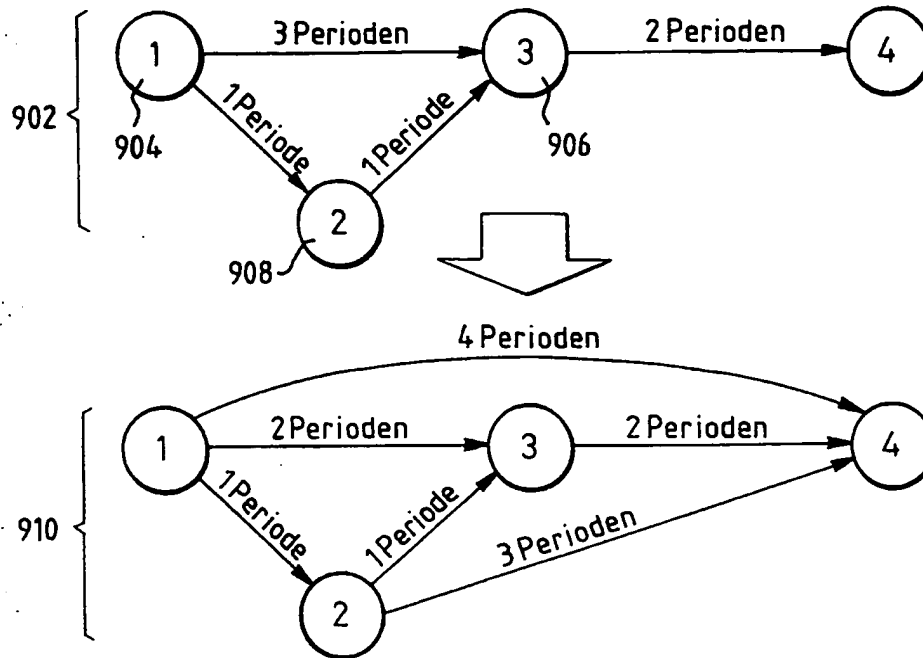 1
3 Perioden
3
2 Perioden
4
902
904
1 Periode
1 Periode
906
2
908
4 Perioden
1
2 Perioden
3
2 Perioden
4
910
1 Periode
1 Periode
3 Perioden
2